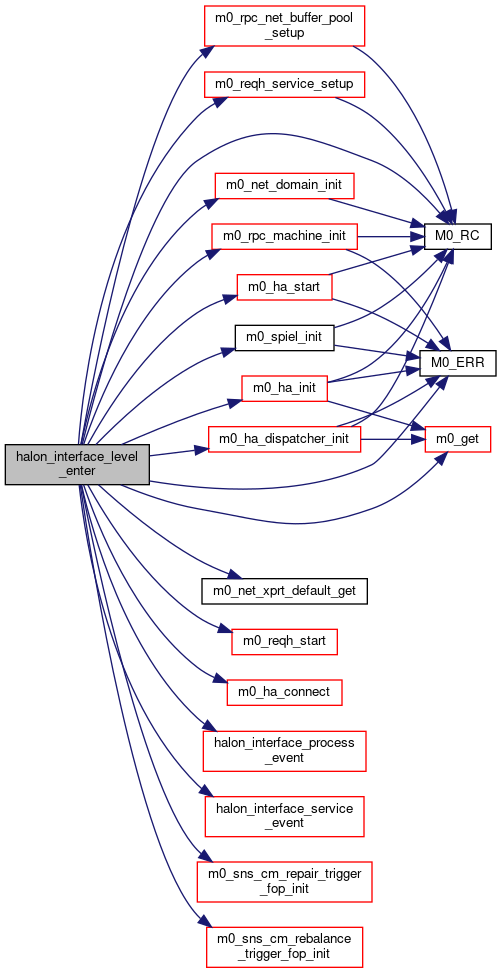 m0_rpc_net_buffer_pool
_setup
m0_reqh_service_setup
m0_net_domain_init
m0_rpc_machine_init
M0_RC
m0_ha_start
m0_spiel_init
M0_ERR
m0_ha_init
m0_ha_dispatcher_init
m0_get
halon_interface_level
_enter
m0_net_xprt_default_get
m0_reqh_start
m0_ha_connect
halon_interface_process
_event
halon_interface_service
_event
m0_sns_cm_repair_trigger
_fop_init
m0_sns_cm_rebalance
_trigger_fop_init